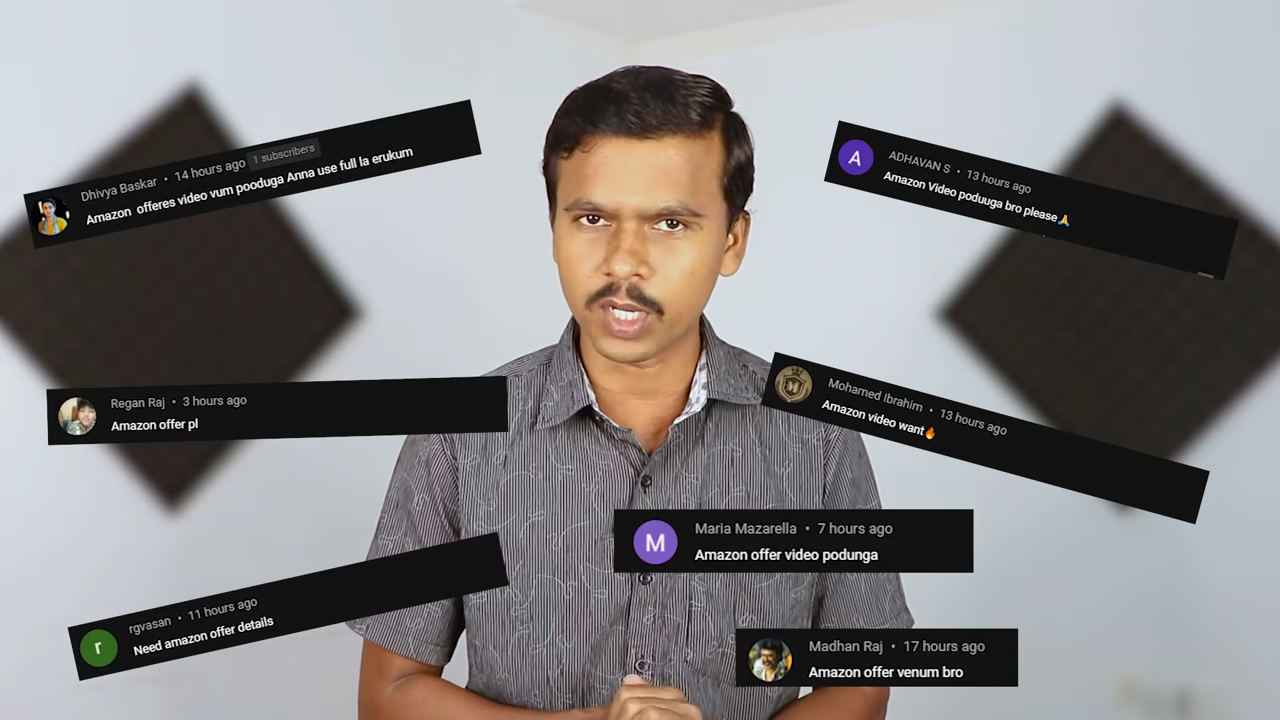 Dhivya Baskar • 14 hours ago 1 subscribers
Amazon offeres video vum pooduga Anna use full la erukum
A
ADHAVAN S • 13 hours ago
Amazon Video poduuga bro please🙏
Regan Raj • 3 hours ago
Amazon offer pl
M
Mohamed Ibrahim • 13 hours ago
Amazon video want🔥
M
Maria Mazarella • 7 hours ago
Amazon offer video podunga
r
rgvasan • 11 hours ago
Need amazon offer details
Madhan Raj • 17 hours ago
Amazon offer venum bro